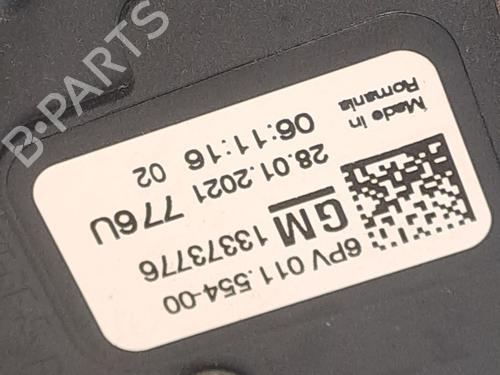 6PV 011.554-00
GM 13373776
28.01.2021 776U
06:11:16 02
Made in
Romania
B-PARTS